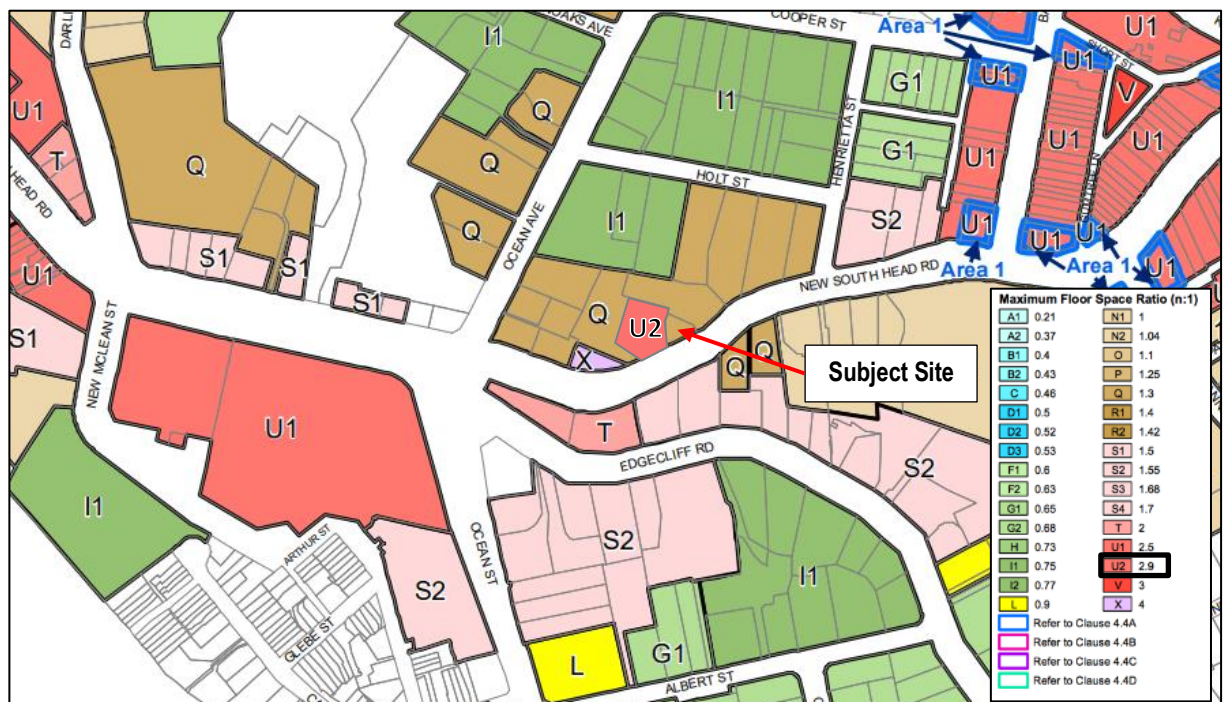 OAKS AVE
COOPER ST
DARLI
I1
Area 1
U1
SHORT ST
BA
U1
U1
U1
G1
V
I1
Q
U1
U1
U1
Q
T
Q
G1
U1
HOLT ST
HENRIETTA ST
HEAD RD
OCEAN AVE
I1
S2
Q
U1
U1
U1
S1
S1
Area 1
Area 1
U1
NEW SOUTH HEAD RD
U1
S1
Q
U2
S1
X
Q
Q
Subject Site
NEW MCLEAN ST
U1
T
EDGECLIFF RD
S2
I1
OCEAN ST
S2
I1
ARTHUR ST
S2
GLEBE ST
L
G1
ALBERT ST
Maximum Floor Space Ratio (n:1)
A1 0.21 N1 1
A2 0.37 N2 1.04
B1 0.4 O 1.1
B2 0.43 P 1.25
C 0.46 Q 1.3
D1 0.5 R1 1.4
D2 0.52 R2 1.42
D3 0.53 S1 1.5
F1 0.6 S2 1.55
F2 0.63 S3 1.68
G1 0.65 S4 1.7
G2 0.68 T 2
H 0.73 U1 2.5
I1 0.75 U2 2.9
I2 0.77 V 3
L 0.9 X 4
Refer to Clause 4.4A
Refer to Clause 4.4B
Refer to Clause 4.4C
Refer to Clause 4.4D